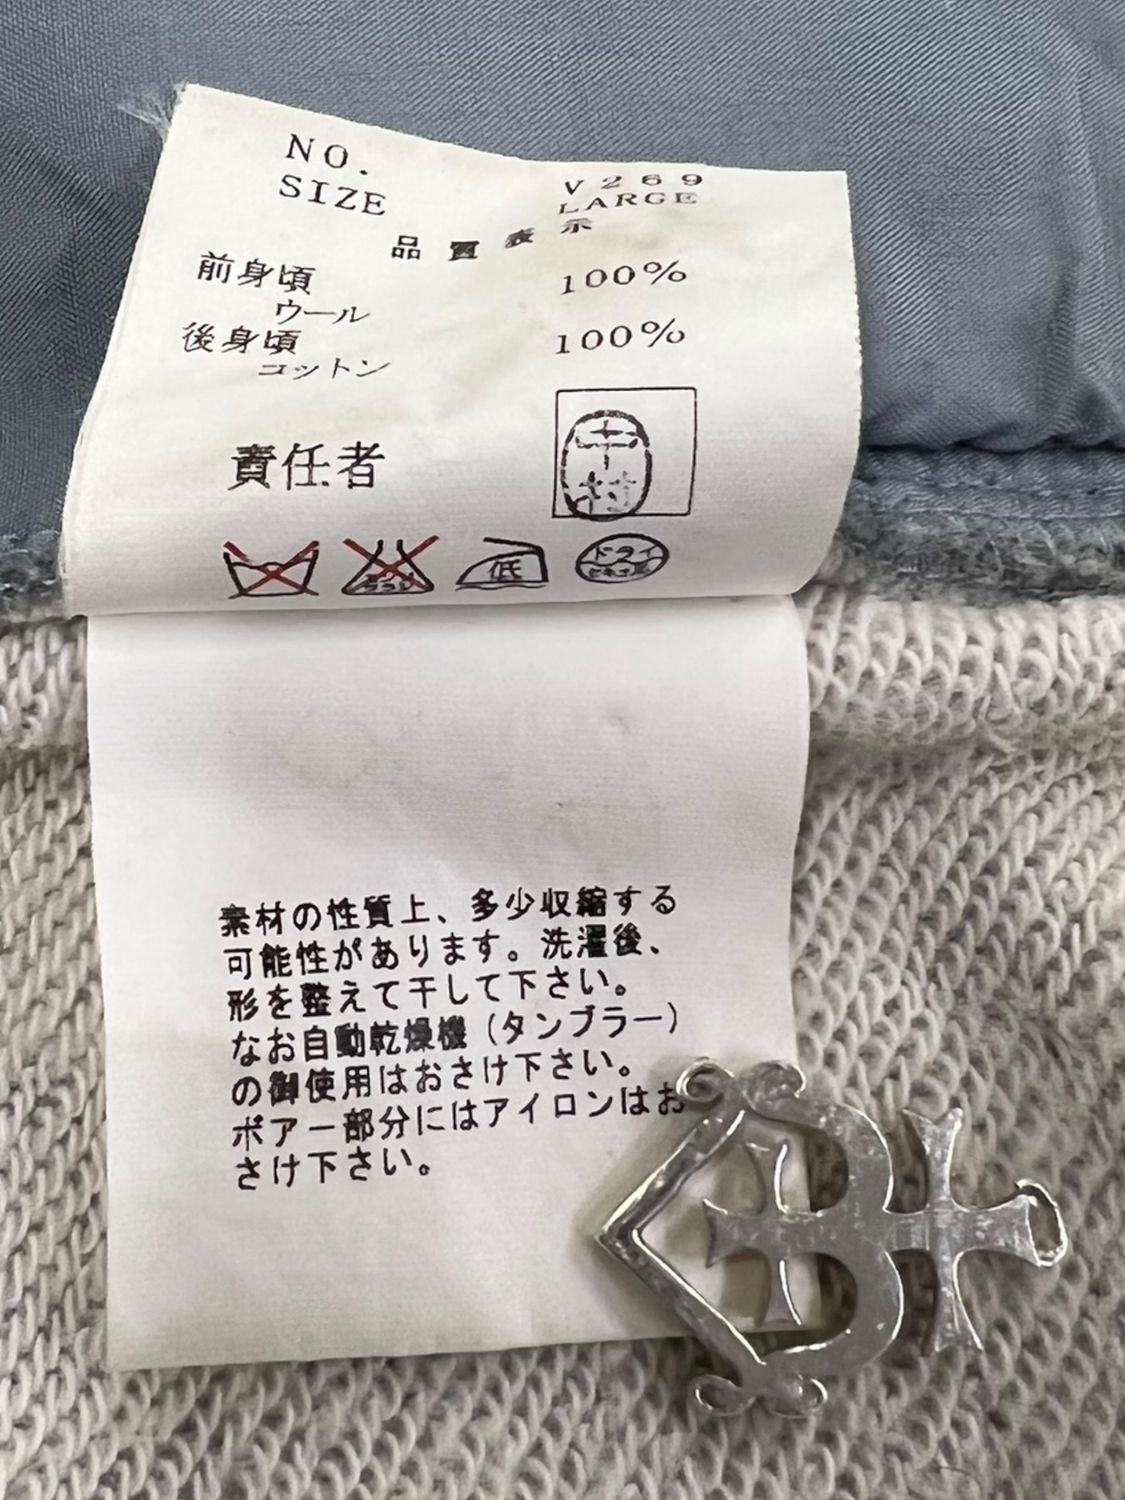 NO. V269
SIZE LARGE
品質表示
前身頃 100%
ウール
後身頃 100%
コットン
責任者
低
ドライ
素材の性質上、多少収縮する
可能性があります。洗濯後、
形を整えて干して下さい。
なお自動乾燥機(タンブラー)
の御使用はおさけ下さい。
ボアー部分にはアイロンはお
さけ下さい。